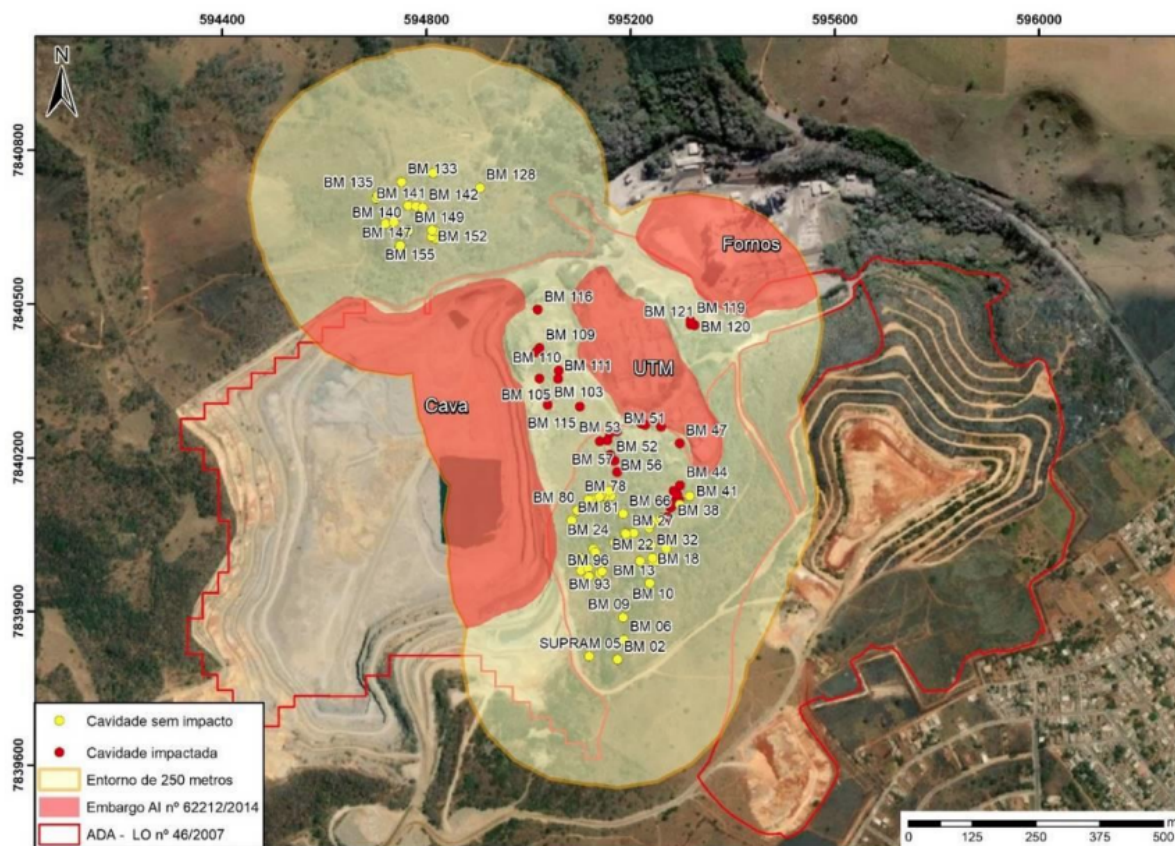 594400 594800 595200 595600 596000
N
7840800
7840500
7840200
7839900
7839600
BM 133
BM 128
BM 135
BM 141
BM 142
BM 140
BM 149
BM 147
BM 152
BM 155
Fornos
BM 116
BM 119
BM 121
BM 120
BM 109
BM 110
BM 111
UTM
BM 105
BM 103
Cava
BM 115
BM 53
BM 51
BM 47
BM 52
BM 57
BM 56
BM 44
BM 78
BM 80
BM 41
BM 66
BM 81
BM 38
BM 24
BM 27
BM 22
BM 32
BM 96
BM 18
BM 13
BM 93
BM 10
BM 09
BM 06
SUPRAM 05
BM 02
Cavidade sem impacto
Cavidade impactada
Entorno de 250 metros
Embargo AI nº 62212/2014
ADA - LO nº 46/2007
m
0 125 250 375 500